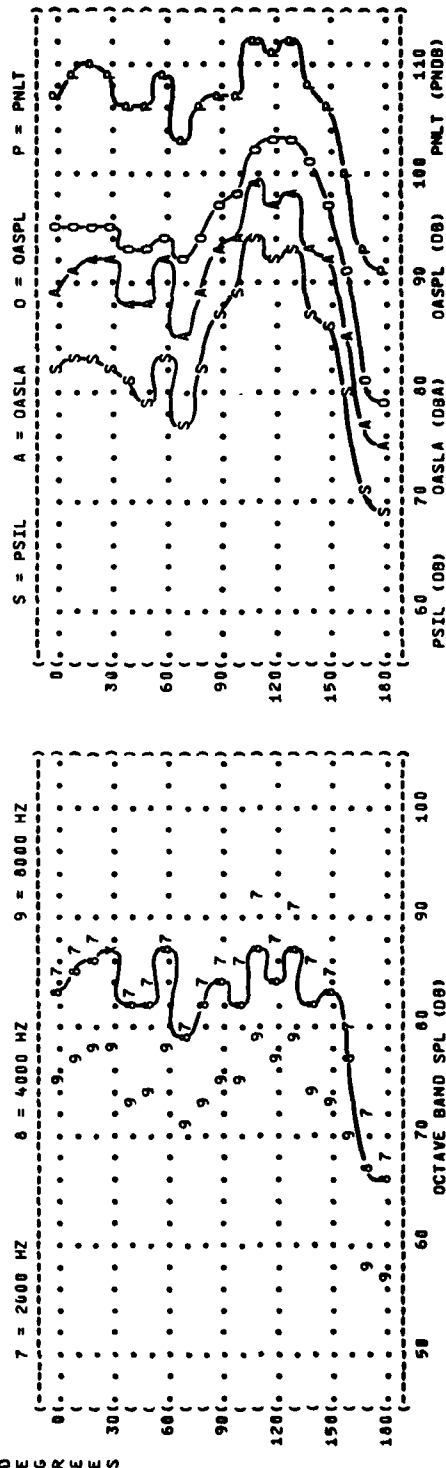 7 = 2000 HZ 8 = 4000 HZ 9 = 8000 HZ
DEGREES
0
30
60
90
120
150
180
50 60 70 80 90 100
OCTAVE BAND SPL (DB)
S = PSIL A = OASLA O = OASPL P = PNLT
0
30
60
90
120
150
180
60 70 80 90 100 110
PSIL (DB) OASLA (DBA) OASPL (DB) PNLT (PNDB)